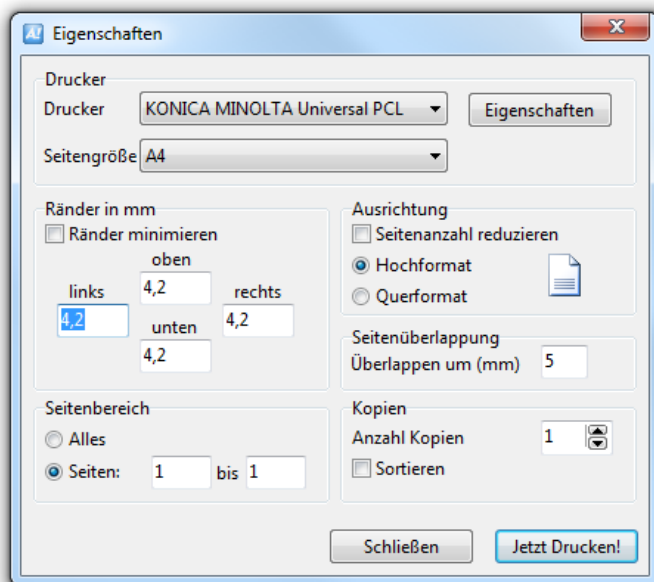 A! Eigenschaften
Drucker
Drucker KONICA MINOLTA Universal PCL Eigenschaften
Seitengröße A4
Ränder in mm
Ränder minimieren
oben
links 4,2 rechts
4,2 unten 4,2
4,2
Ausrichtung
Seitenanzahl reduzieren
Hochformat
Querformat
Seitenüberlappung
Überlappen um (mm) 5
Seitenbereich
Alles
Seiten: 1 bis 1
Kopien
Anzahl Kopien 1
Sortieren
Schließen Jetzt Drucken!